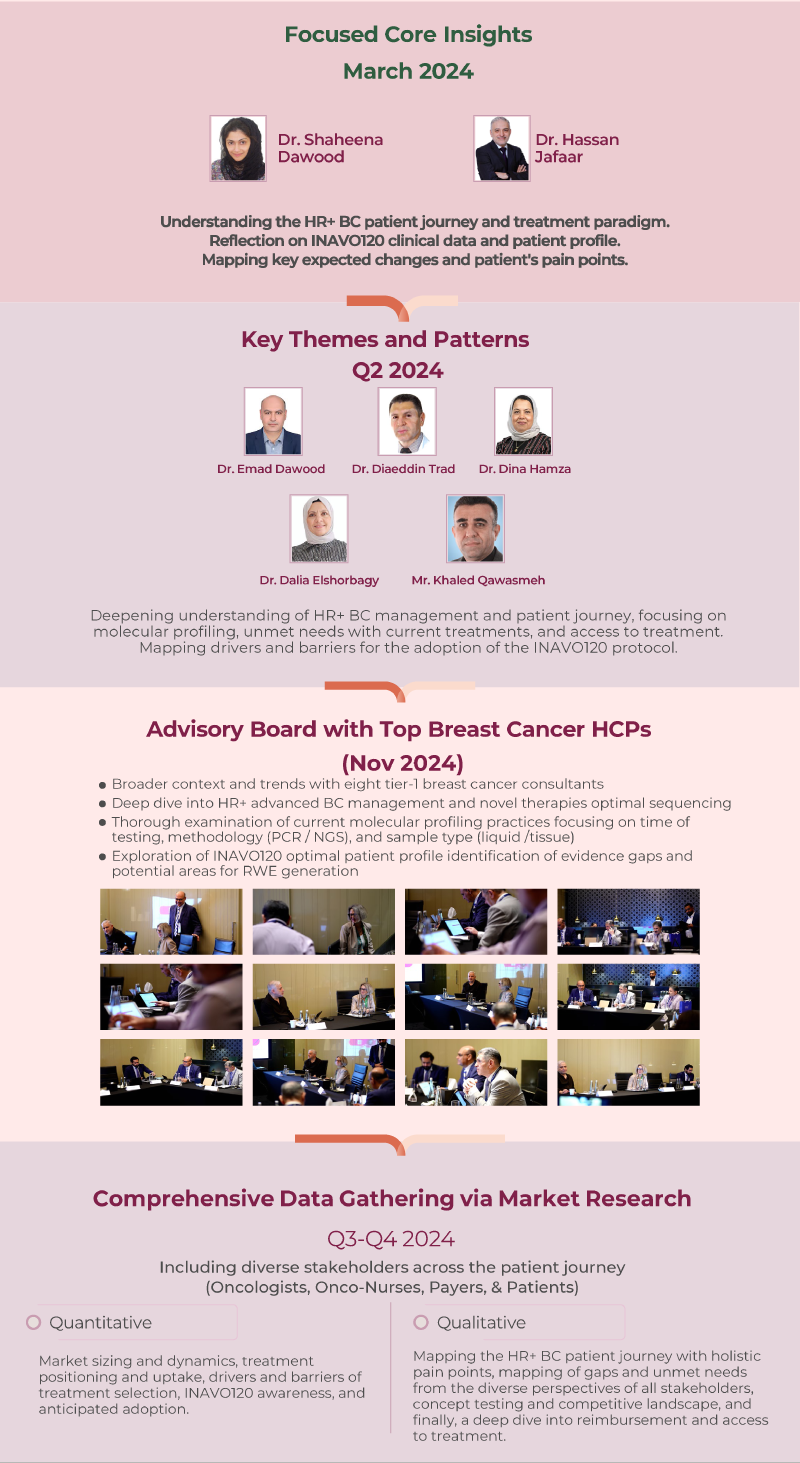 Focused Core Insights
March 2024
Dr. Shaheena
Dawood
Dr. Hassan
Jafaar
Understanding the HR+ BC patient journey and treatment paradigm.
Reflection on INAVO120 clinical data and patient profile.
Mapping key expected changes and patient's pain points.
Key Themes and Patterns
Q2 2024
Dr. Emad Dawood
Dr. Diaeddin Trad
Dr. Dina Hamza
Dr. Dalia Elshorbagy
Mr. Khaled Qawasmeh
Deepening understanding of HR+ BC management and patient journey, focusing on
molecular profiling, unmet needs with current treatments, and access to treatment.
Mapping drivers and barriers for the adoption of the INAVO120 protocol.
Advisory Board with Top Breast Cancer HCPs
(Nov 2024)
Broader context and trends with eight tier-1 breast cancer consultants
Deep dive into HR+ advanced BC management and novel therapies optimal sequencing
Thorough examination of current molecular profiling practices focusing on time of
testing, methodology (PCR / NGS), and sample type (liquid /tissue)
Exploration of INAVO120 optimal patient profile identification of evidence gaps and
potential areas for RWE generation
Comprehensive Data Gathering via Market Research
Q3-Q4 2024
Including diverse stakeholders across the patient journey
(Oncologists, Onco-Nurses, Payers, & Patients)
Quantitative
Market sizing and dynamics, treatment
positioning and uptake, drivers and barriers of
treatment selection, INAVO120 awareness, and
anticipated adoption.
Qualitative
Mapping the HR+ BC patient journey with holistic
pain points, mapping of gaps and unmet needs
from the diverse perspectives of all stakeholders,
concept testing and competitive landscape, and
finally, a deep dive into reimbursement and access
to treatment.